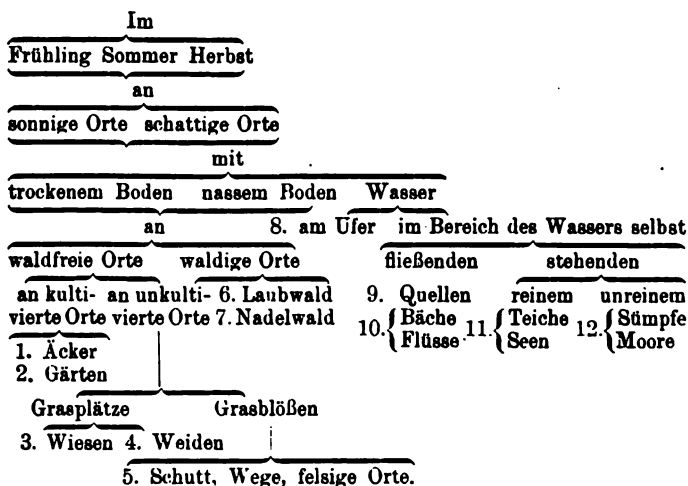 Im
Frühling Sommer Herbst
an
sonnige Orte schattige Orte
mit
trockenem Boden nassem Boden Wasser
an 8. am Ufer im Bereich des Wassers selbst
waldfreie Orte waldige Orte fließenden stehenden
an kulti- an unkulti- 6. Laubwald 9. Quellen reinem unreinem
vierte Orte vierte Orte 7. Nadelwald 10. { Bäche 11. { Teiche 12. { Sümpfe
Flüsse Seen Moore
1. Äcker
2. Gärten
Grasplätze Grasblößen
3. Wiesen 4. Weiden
5. Schutt, Wege, felsige Orte.